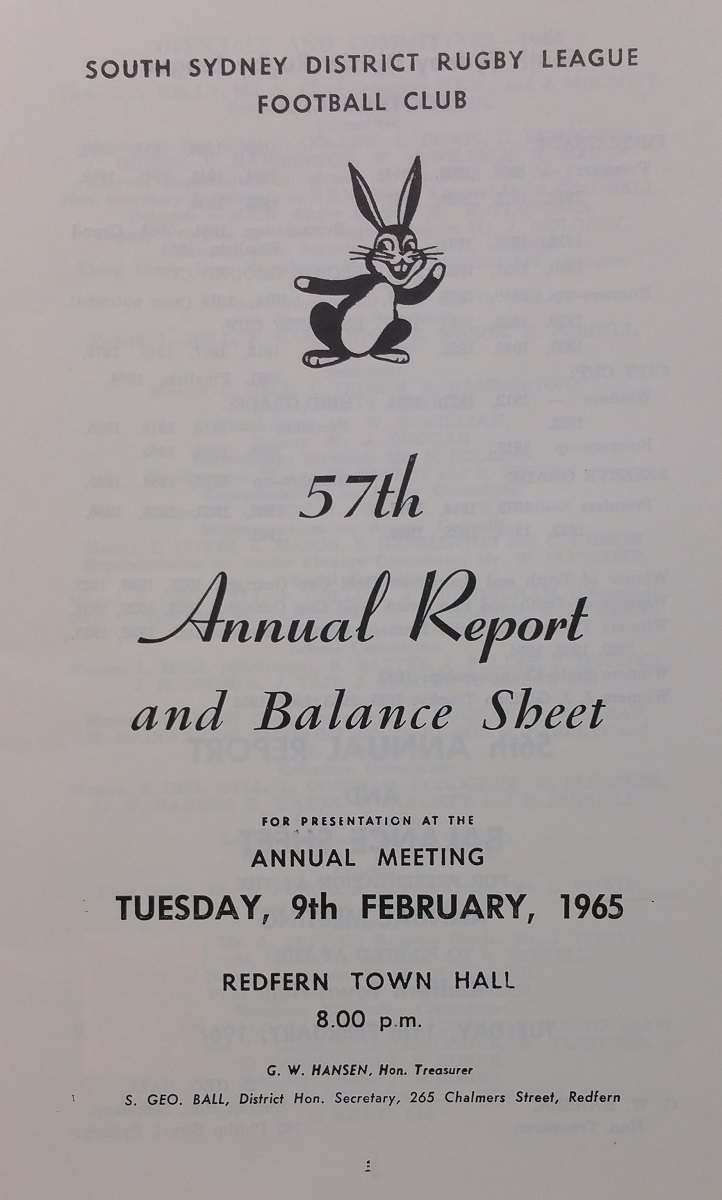 SOUTH SYDNEY DISTRICT RUGBY LEAGUE
FOOTBALL CLUB
57th
Annual Report
and Balance Sheet
FOR PRESENTATION AT THE
ANNUAL MEETING
TUESDAY, 9th FEBRUARY, 1965
REDFERN TOWN HALL
8.00 p.m.
G. W. HANSEN, Hon. Treasurer
S. GEO. BALL, District Hon. Secretary, 265 Chalmers Street, Redfern